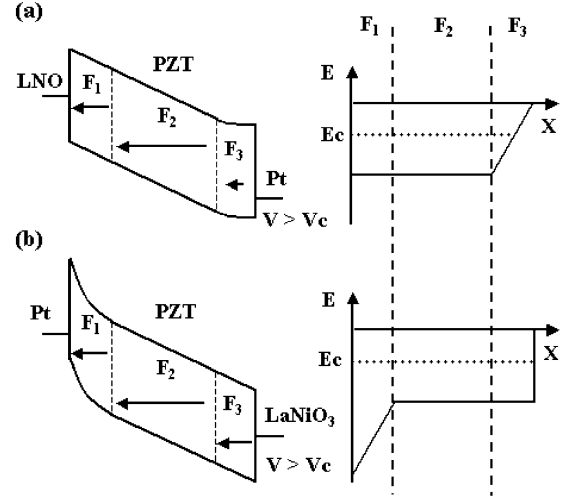 (a)
F1 F2 F3
PZT
LNO
F1
F2
F3
Pt
V > Vc
E
Ec
X
(b)
Pt
PZT
F1
F2
F3
LaNiO3
V > Vc
E
Ec
X